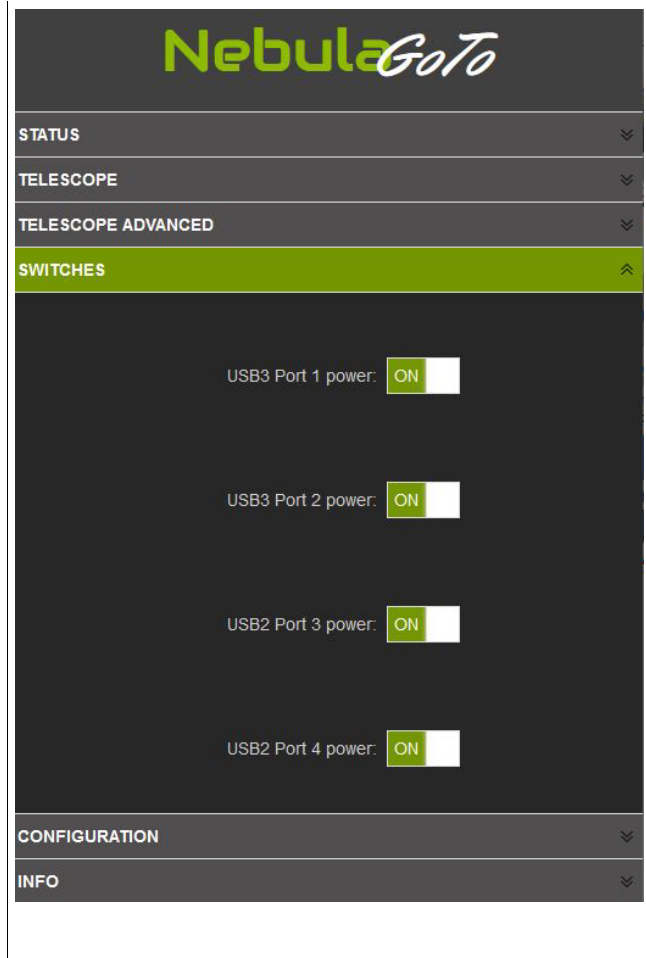 NebulaGoTo
STATUS
TELESCOPE
TELESCOPE ADVANCED
SWITCHES
USB3 Port 1 power: ON
USB3 Port 2 power: ON
USB2 Port 3 power: ON
USB2 Port 4 power: ON
CONFIGURATION
INFO